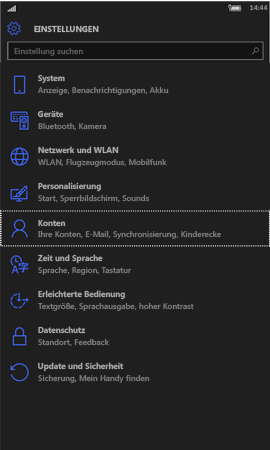 14:44
EINSTELLUNGEN
Einstellung suchen
System
Anzeige, Benachrichtigungen, Akku
Geräte
Bluetooth, Kamera
Netzwerk und WLAN
WLAN, Flugzeugmodus, Mobilfunk
Personalisierung
Start, Sperrbildschirm, Sounds
Konten
Ihre Konten, E-Mail, Synchronisierung, Kinderecke
Zeit und Sprache
Sprache, Region, Tastatur
Erleichterte Bedienung
Textgröße, Sprachausgabe, hoher Kontrast
Datenschutz
Standort, Feedback
Update und Sicherheit
Sicherung, Mein Handy finden